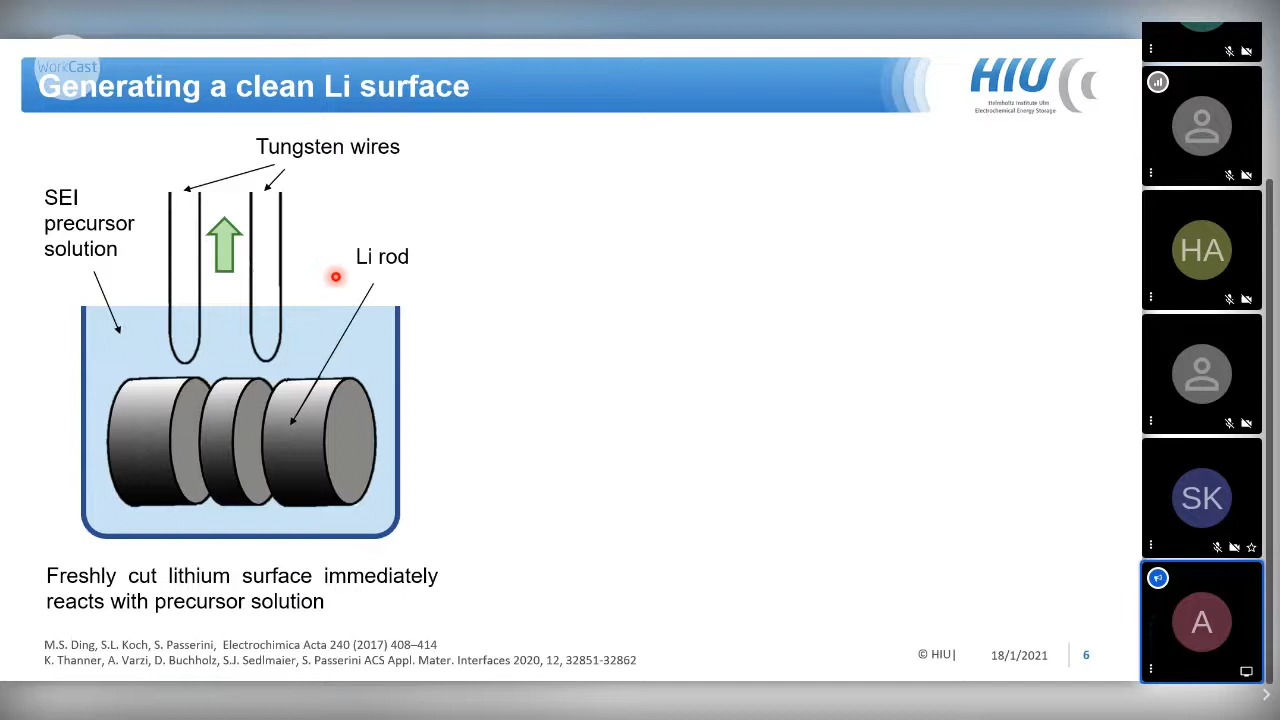 workCast
Generating a clean Li surface
HIU
Helmholtz Institute Ulm
Electrochemical Energy Storage
Tungsten wires
SEI
precursor
solution
Li rod
Freshly cut lithium surface immediately
reacts with precursor solution
M.S. Ding, S.L. Koch, S. Passerini, Electrochimica Acta 240 (2017) 408–414
K. Thanner, A. Varzi, D. Buchholz, S.J. Sedlmaier, S. Passerini ACS Appl. Mater. Interfaces 2020, 12, 32851-32862
© HIU|
18/1/2021
6
HA
SK
A